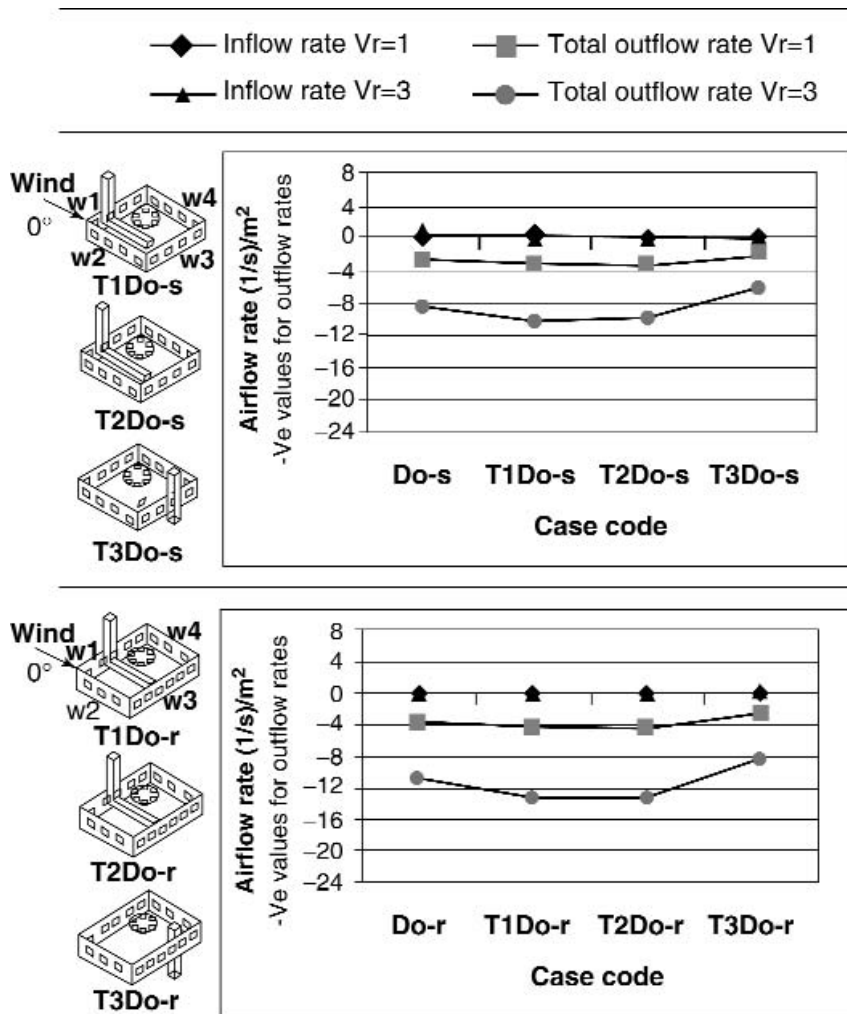 Inflow rate Vr=1
Total outflow rate Vr=1
Inflow rate Vr=3
Total outflow rate Vr=3
Wind
0°
w1
w4
w2
w3
T1Do-s
T2Do-s
T3Do-s
Airflow rate (1/s)/m²
-Ve values for outflow rates
8
4
0
−4
−8
−12
−16
−20
−24
Do-s T1Do-s T2Do-s T3Do-s
Case code
Wind
0°
w1
w4
w2
w3
T1Do-r
T2Do-r
T3Do-r
Airflow rate (1/s)/m²
-Ve values for outflow rates
8
4
0
−4
−8
−12
−16
−20
−24
Do-r T1Do-r T2Do-r T3Do-r
Case code